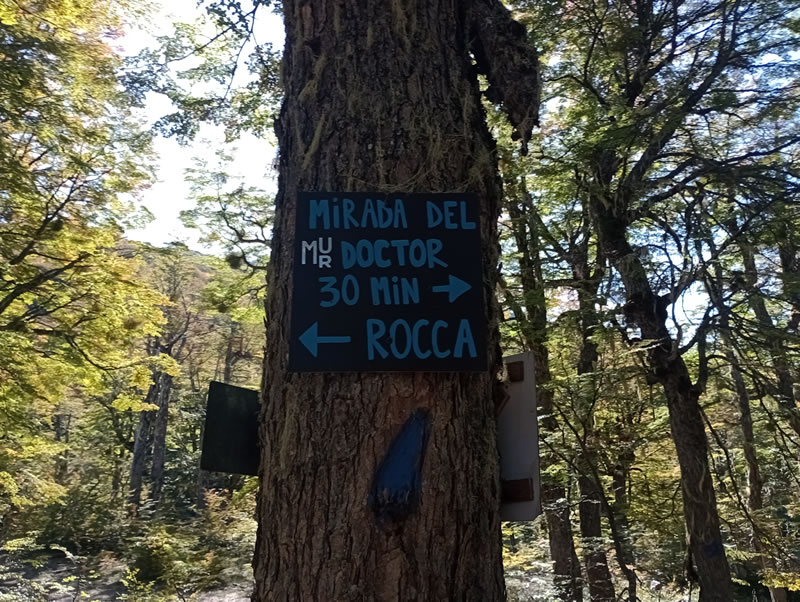 MiRADA DEL
MUR DOCTOR
30 MiN →
← ROCCA